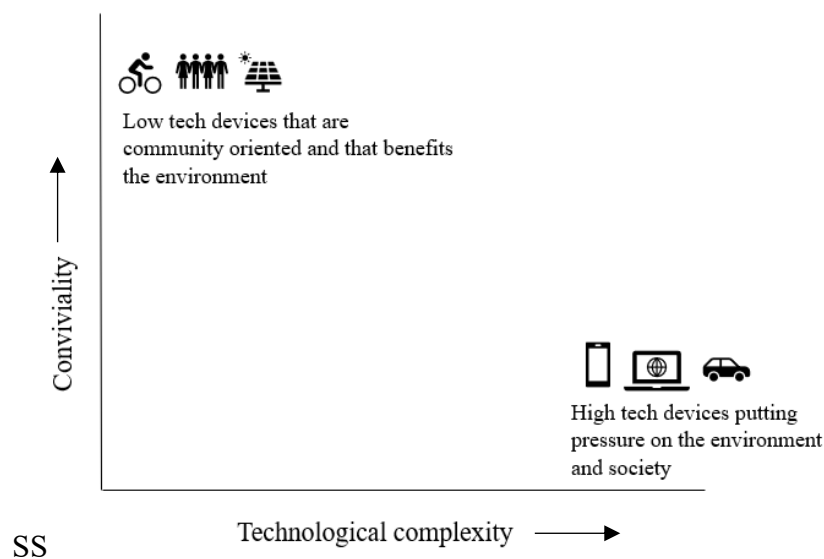 Low tech devices that are
community oriented and that benefits
the environment
Conviviality
High tech devices putting
pressure on the environment
and society
Technological complexity
SS